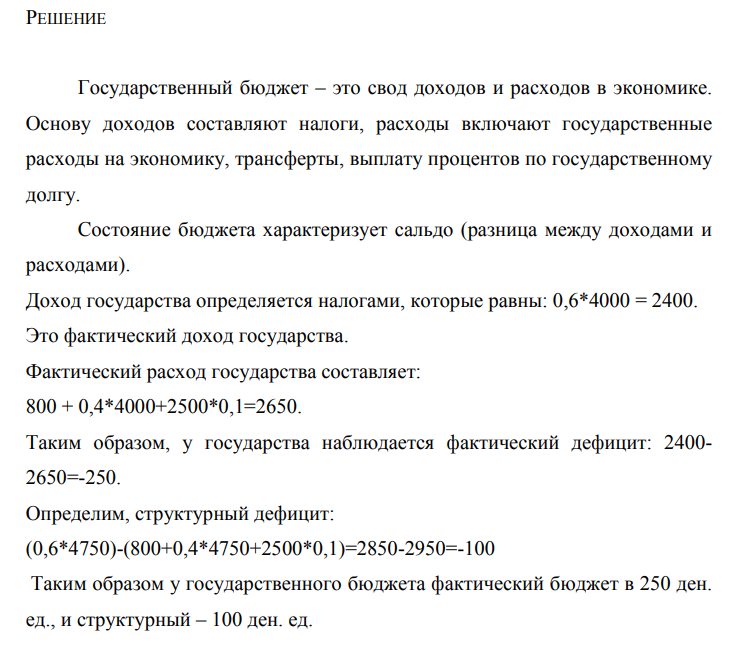 РЕШЕНИЕ
Государственный бюджет – это свод доходов и расходов в экономике.
Основу доходов составляют налоги, расходы включают государственные
расходы на экономику, трансферты, выплату процентов по государственному
долгу.
Состояние бюджета характеризует сальдо (разница между доходами и
расходами).
Доход государства определяется налогами, которые равны: 0,6*4000 = 2400.
Это фактический доход государства.
Фактический расход государства составляет:
800 + 0,4*4000+2500*0,1=2650.
Таким образом, у государства наблюдается фактический дефицит: 2400-
2650=-250.
Определим, структурный дефицит:
(0,6*4750)-(800+0,4*4750+2500*0,1)=2850-2950=-100
Таким образом у государственного бюджета фактический бюджет в 250 ден.
ед., и структурный – 100 ден. ед.